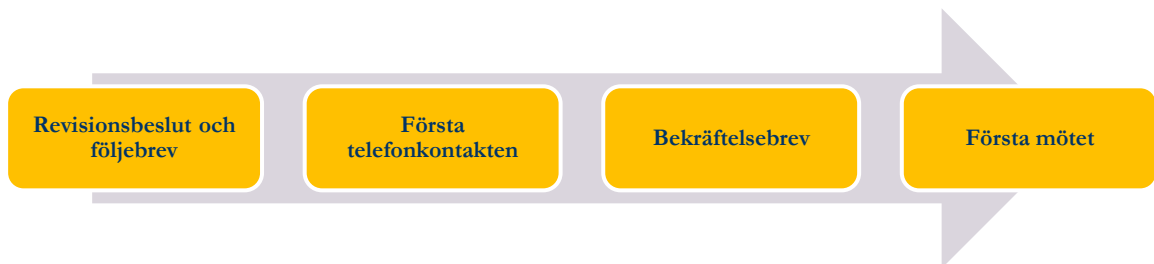 Revisionsbeslut och
följebrev
Första
telefonkontakten
Bekräftelsebrev
Första mötet